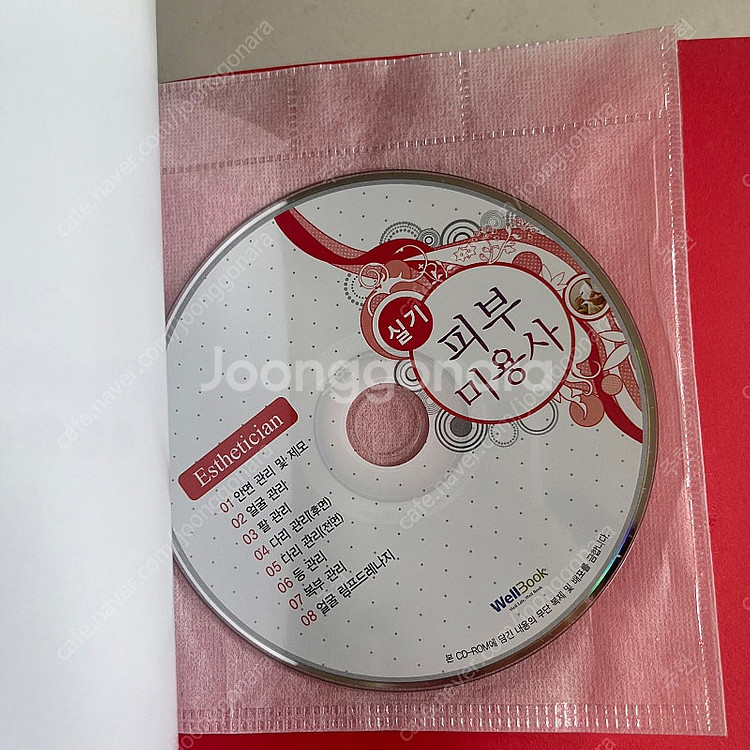 실기
피부
미용사
Esthetician
01 안면 관리 및 제모
02 얼굴 관리
03 팔 관리
04 다리 관리(후면)
05 다리 관리(전면)
06 등 관리
07 복부 관리
08 얼굴 림프드레나지
WellBook
본 CD-ROM에 담긴 내용의 무단 복제 및 배포를 금합니다.
Joonggonara
cafe.naver.com/joonggonara